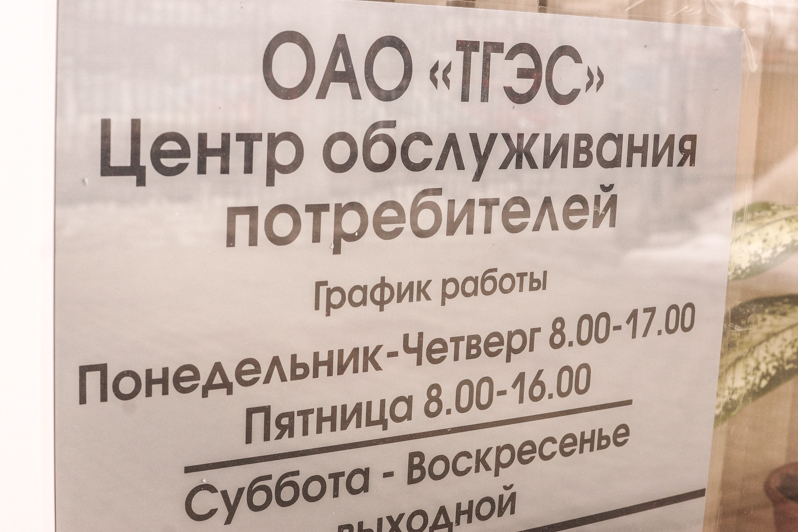 ОАО «ТГЭС»
Центр обслуживания
потребителей
График работы
Понедельник-Четверг 8.00-17.00
Пятница 8.00-16.00
Суббота - Воскресенье
выходной